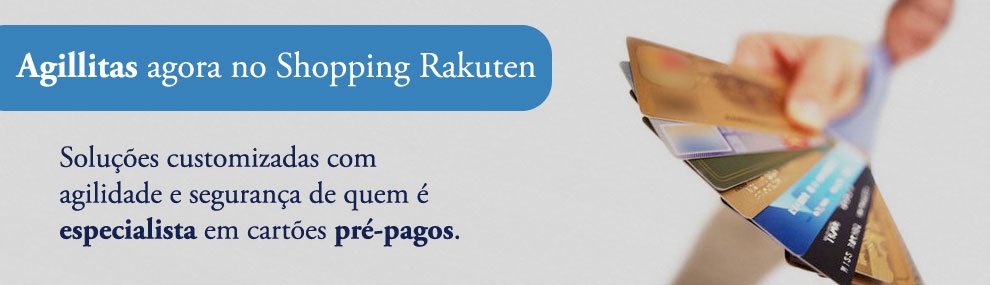 Agillitas agora no Shopping Rakuten
Soluções customizadas com
agilidade e segurança de quem é
especialista em cartões pré-pagos.